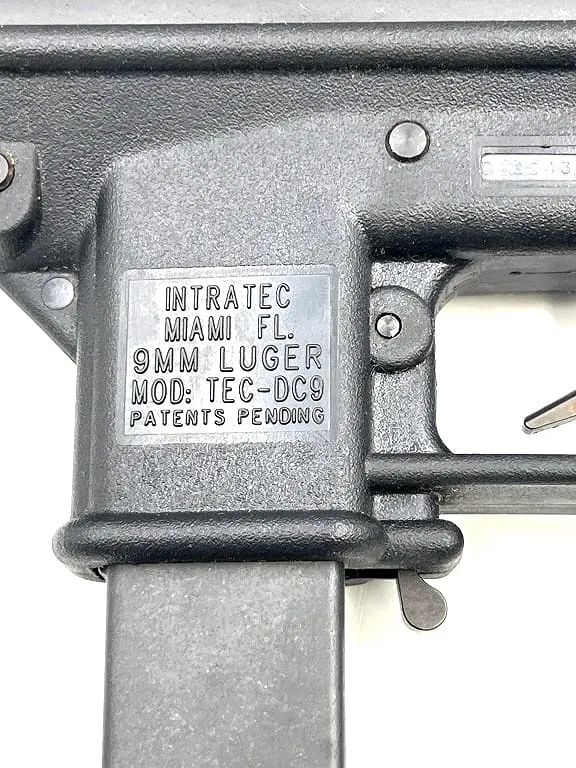 INTRATEC
MIAMI FL.
9MM LUGER
MOD: TEC-DC9
PATENTS PENDING